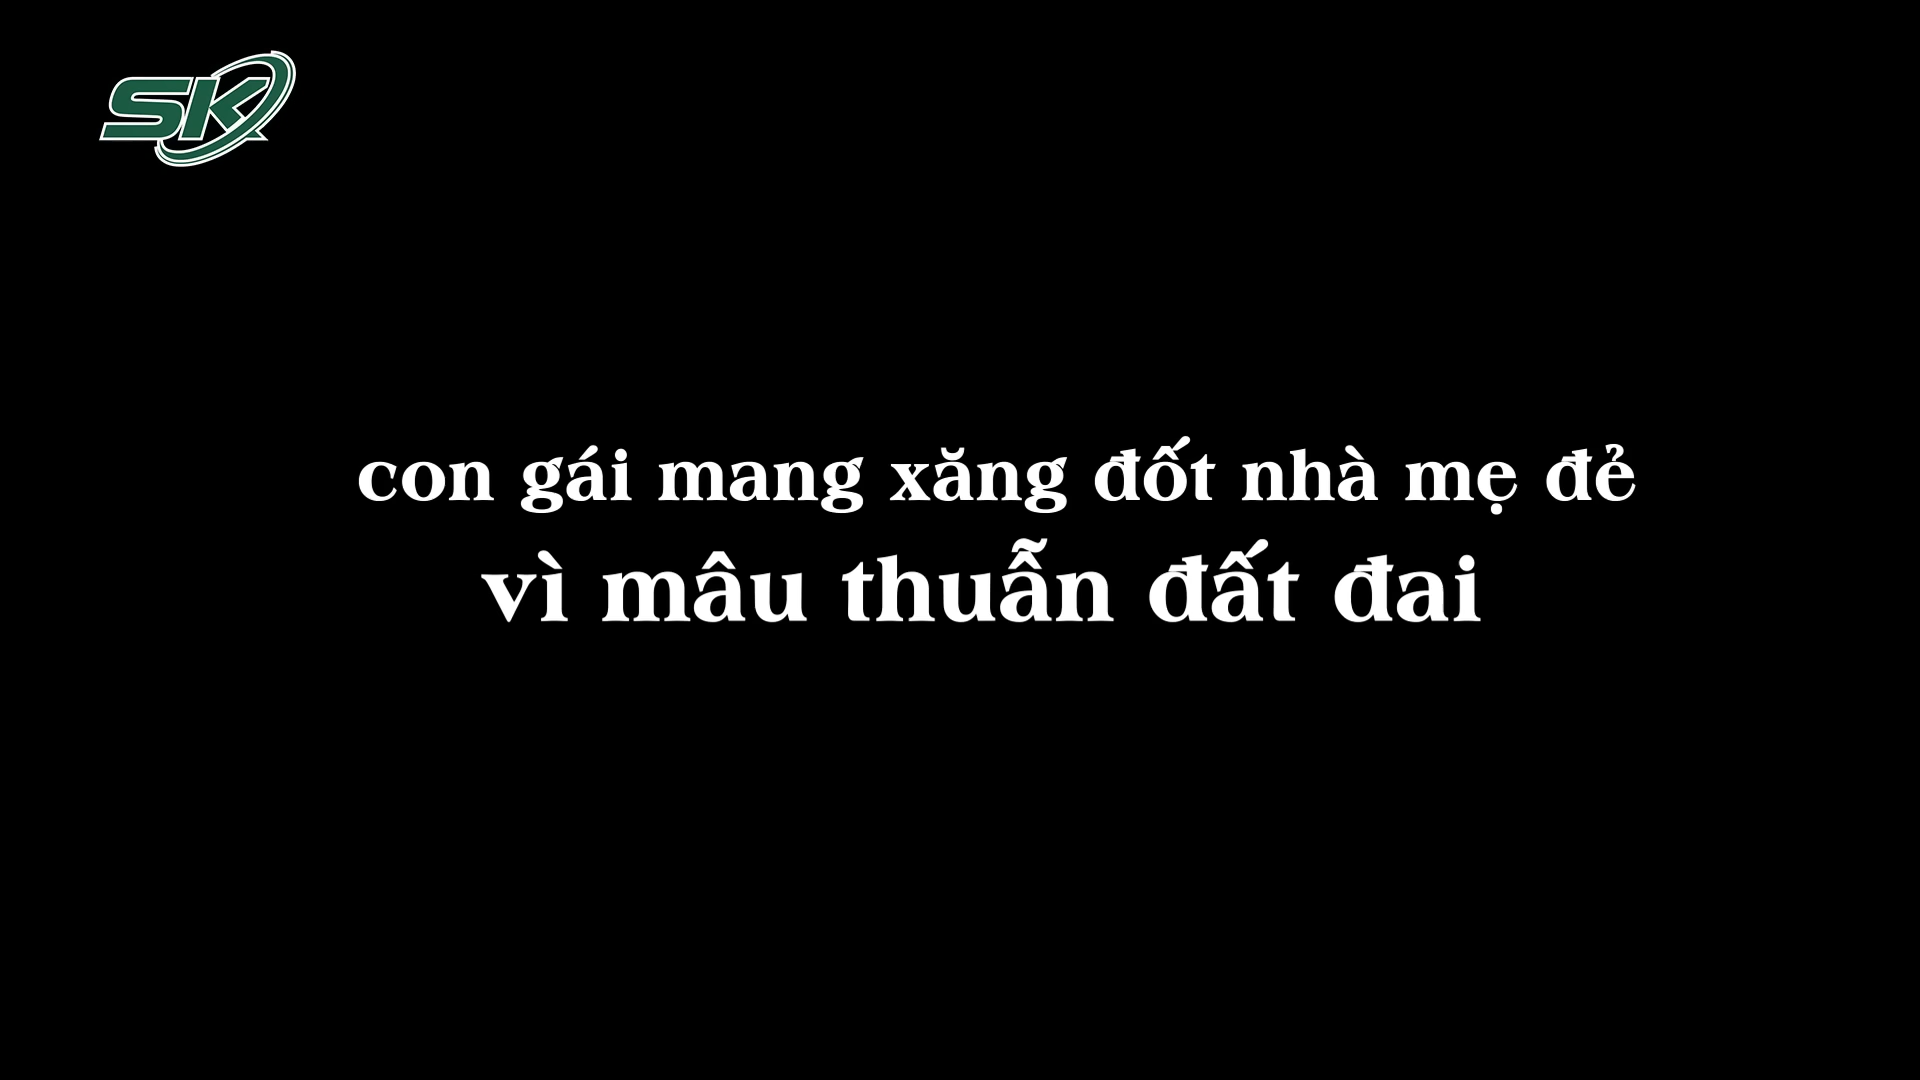 SK
con gái mang xăng đốt nhà mẹ đẻ
vì mâu thuẫn đất đai